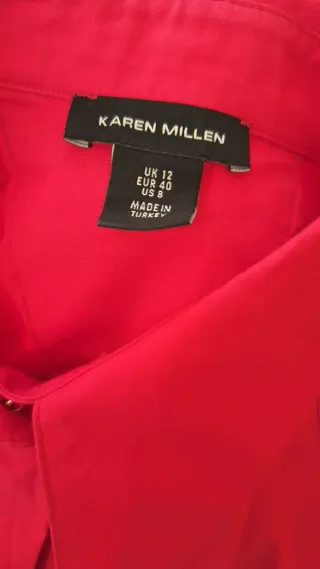 KAREN MILLEN
UK 12
EUR 40
US 8
MADE IN
TURKEY